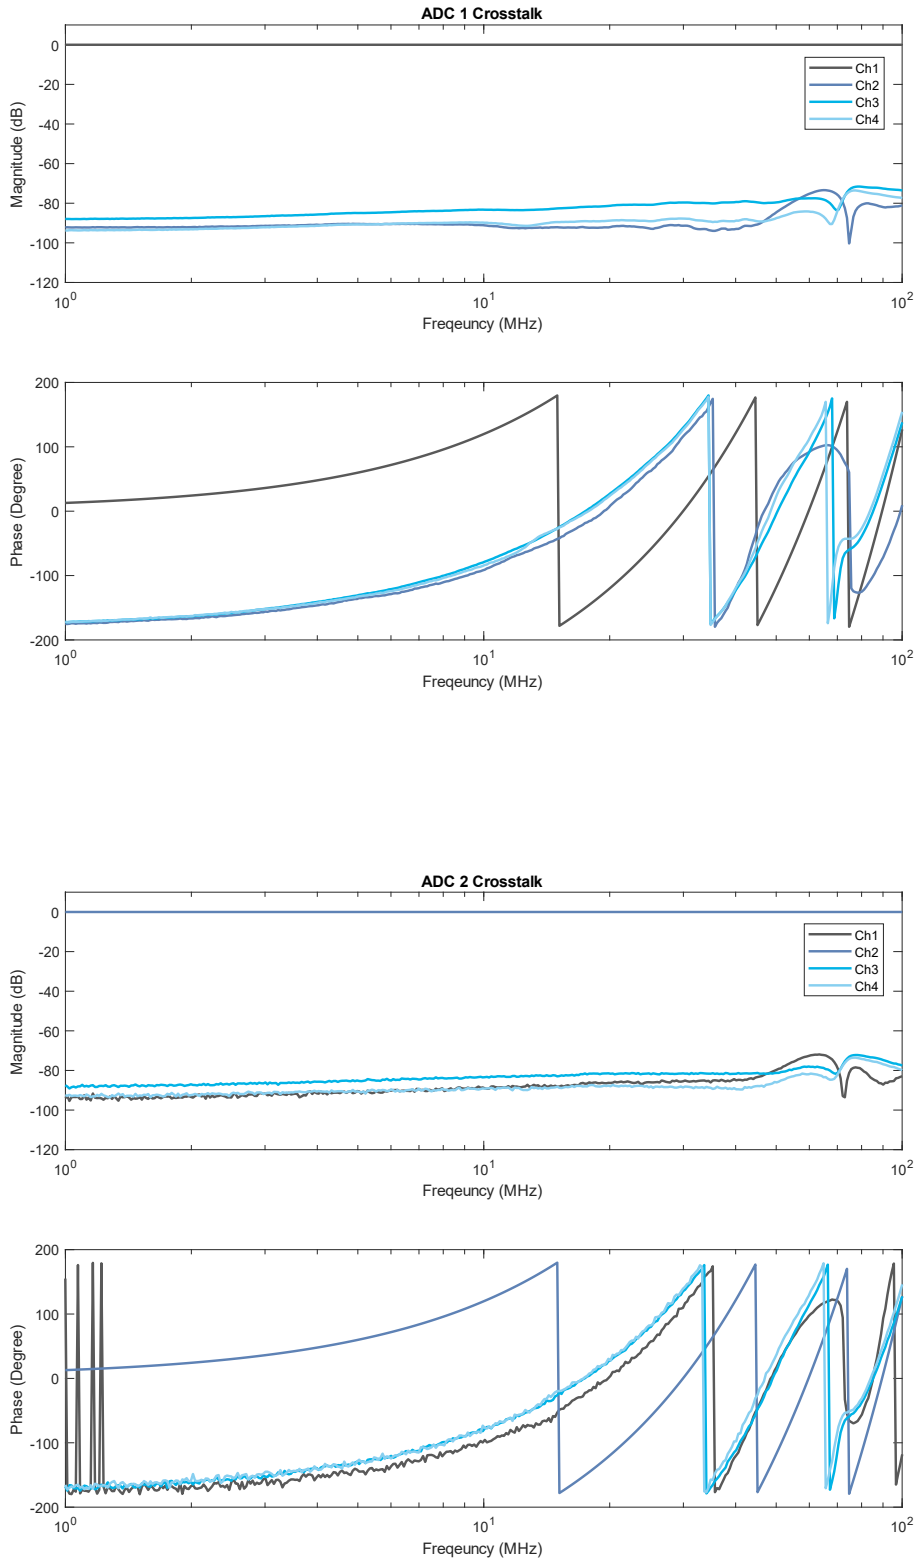 ADC 1 Crosstalk
0
-20
-40
-60
-80
-100
-120
Magnitude (dB)
Ch1
Ch2
Ch3
Ch4
10^0
10^1
10^2
Freqeuncy (MHz)
200
100
0
-100
-200
Phase (Degree)
10^0
10^1
10^2
Freqeuncy (MHz)
ADC 2 Crosstalk
0
-20
-40
-60
-80
-100
-120
Magnitude (dB)
Ch1
Ch2
Ch3
Ch4
10^0
10^1
10^2
Freqeuncy (MHz)
200
100
0
-100
-200
Phase (Degree)
10^0
10^1
10^2
Freqeuncy (MHz)